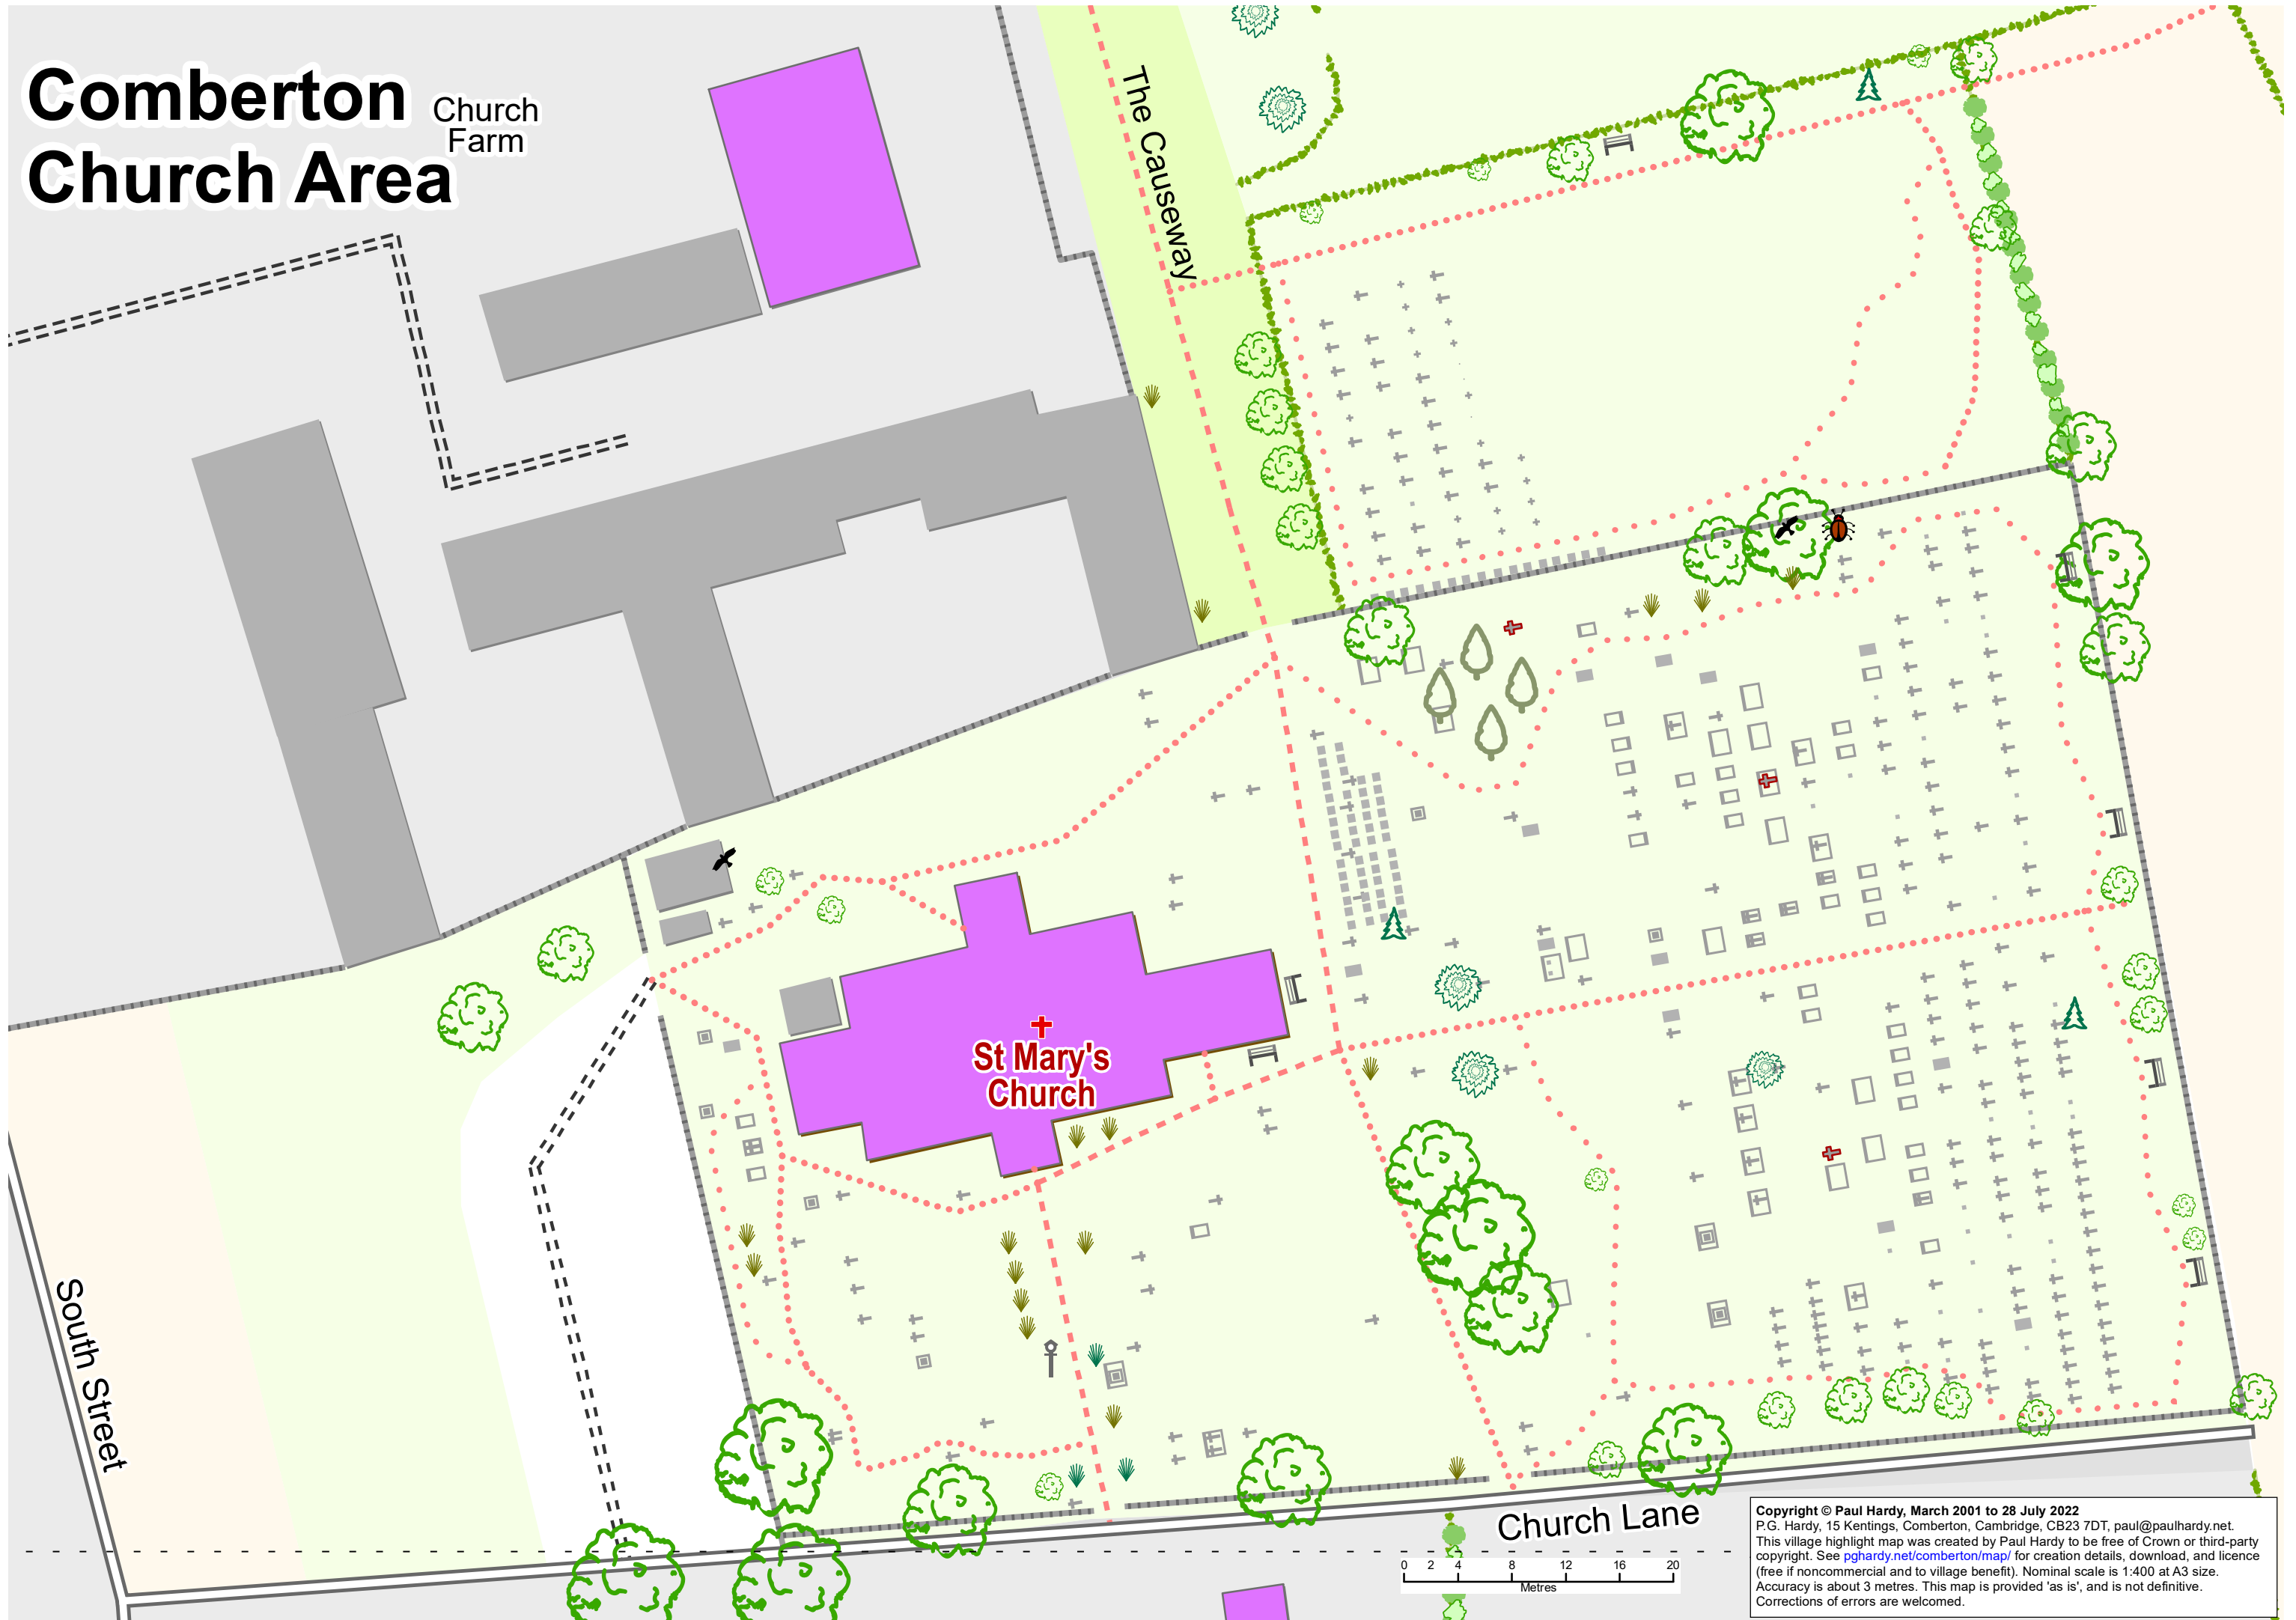 Comberton
Church Area
Church
Farm
The Causeway
St Mary's
Church
South Street
Church Lane
0 2 4 8 12 16 20
Metres
Copyright © Paul Hardy, March 2001 to 28 July 2022
P.G. Hardy, 15 Kentings, Comberton, Cambridge, CB23 7DT, paul@paulhardy.net.
This village highlight map was created by Paul Hardy to be free of Crown or third-party
copyright. See pghardy.net/comberton/map/ for creation details, download, and licence
(free if noncommercial and to village benefit). Nominal scale is 1:400 at A3 size.
Accuracy is about 3 metres. This map is provided 'as is', and is not definitive.
Corrections of errors are welcomed.